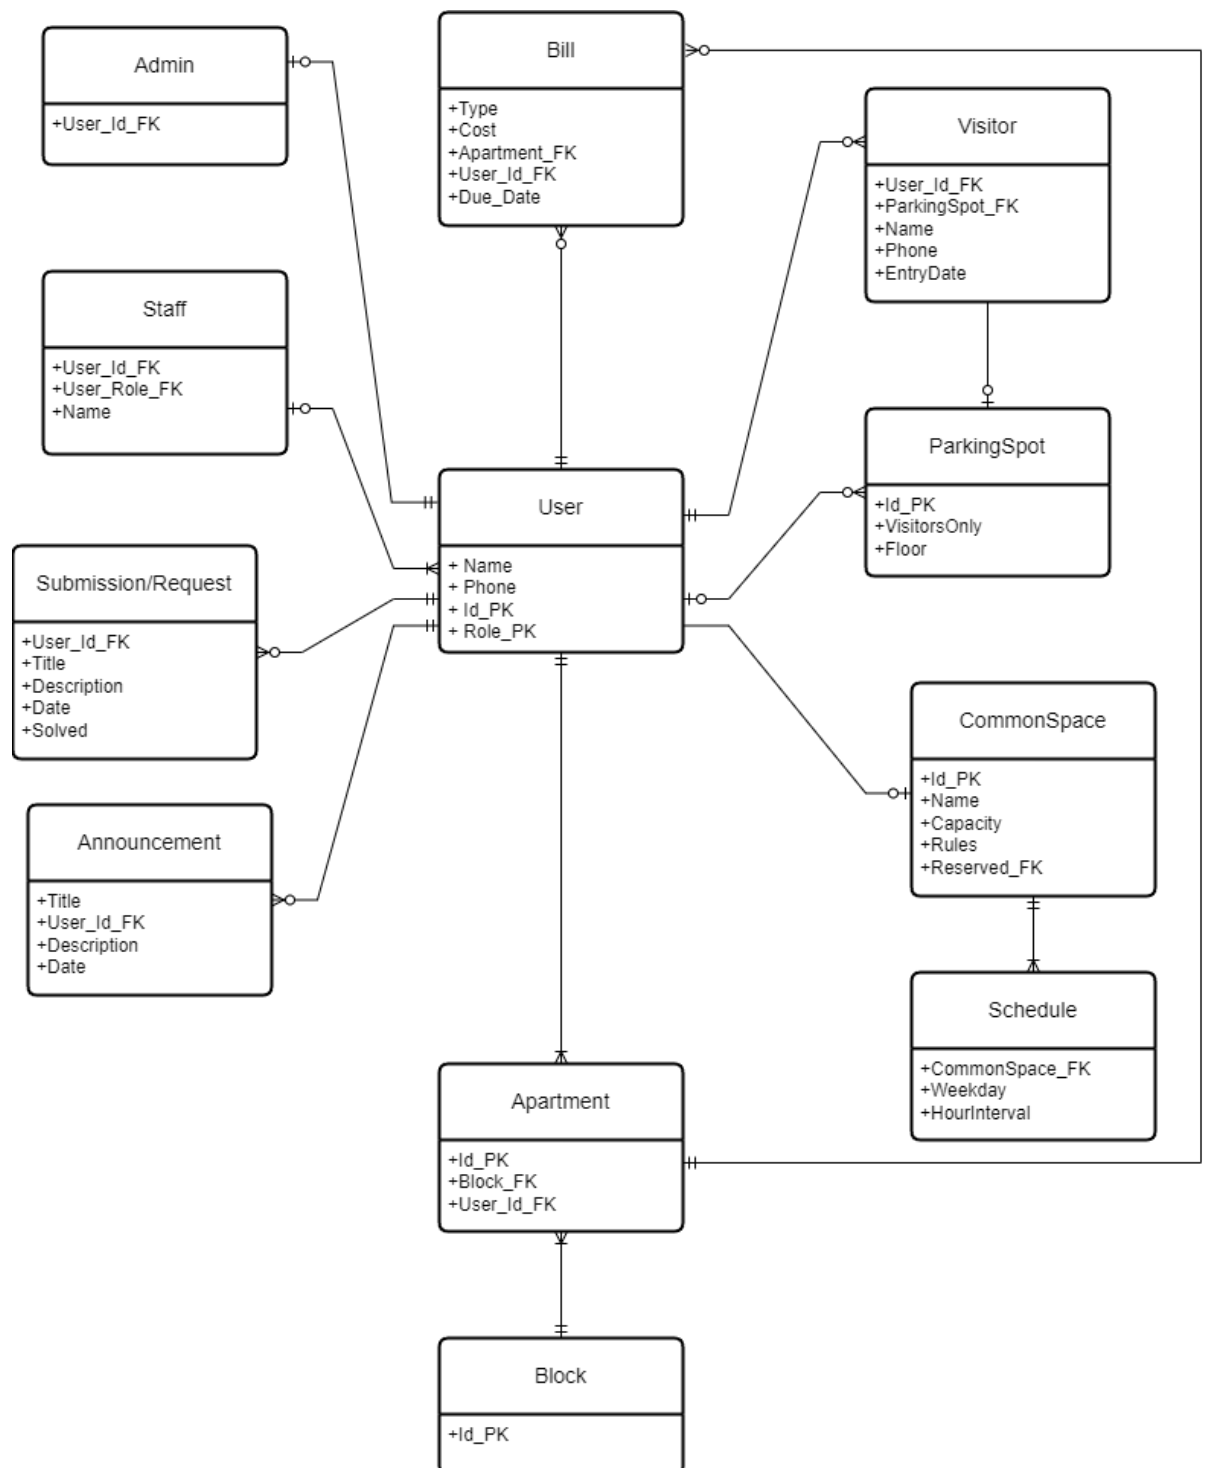 Admin
+User_Id_FK
Bill
+Type
+Cost
+Apartment_FK
+User_Id_FK
+Due_Date
Visitor
+User_Id_FK
+ParkingSpot_FK
+Name
+Phone
+EntryDate
Staff
+User_Id_FK
+User_Role_FK
+Name
ParkingSpot
+Id_PK
+VisitorsOnly
+Floor
User
+ Name
+ Phone
+ Id_PK
+ Role_PK
Submission/Request
+User_Id_FK
+Title
+Description
+Date
+Solved
CommonSpace
+Id_PK
+Name
+Capacity
+Rules
+Reserved_FK
Announcement
+Title
+User_Id_FK
+Description
+Date
Schedule
+CommonSpace_FK
+Weekday
+HourInterval
Apartment
+Id_PK
+Block_FK
+User_Id_FK
Block
+Id_PK